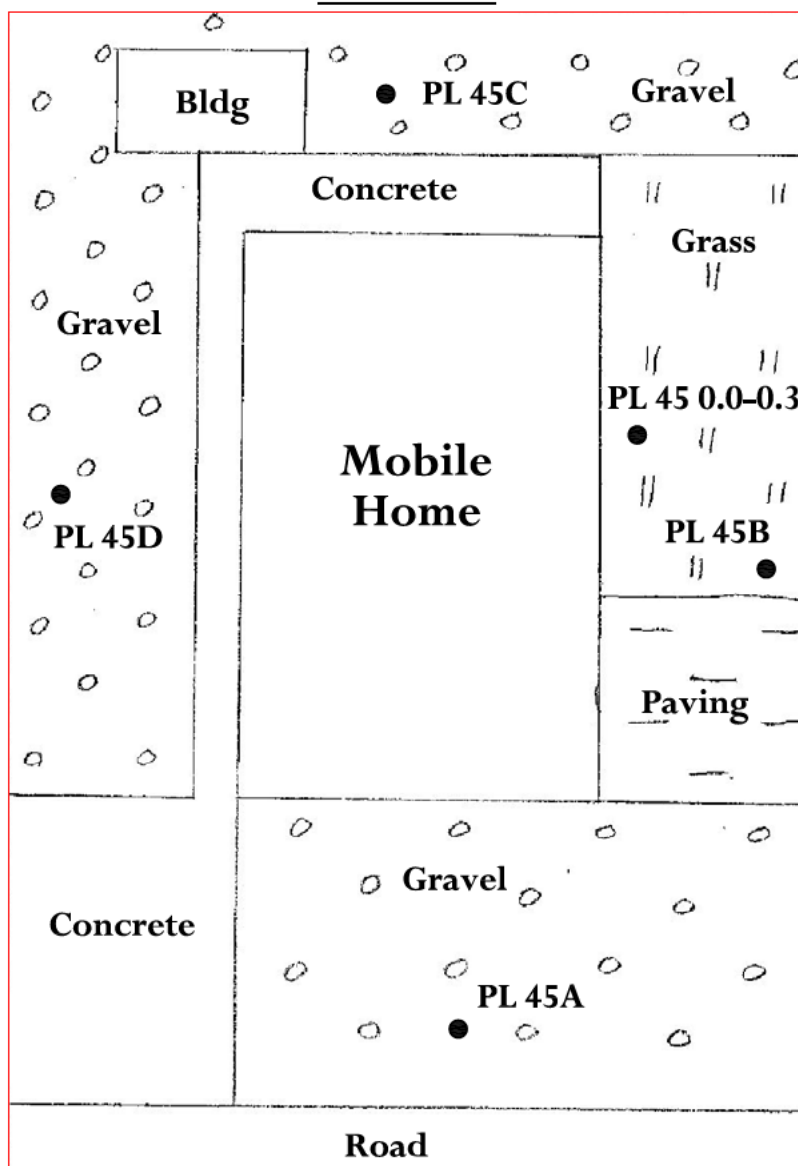 Bldg
PL 45C
Gravel
Concrete
Grass
Gravel
PL 45 0.0–0.3
Mobile
Home
PL 45D
PL 45B
Paving
Gravel
Concrete
PL 45A
Road